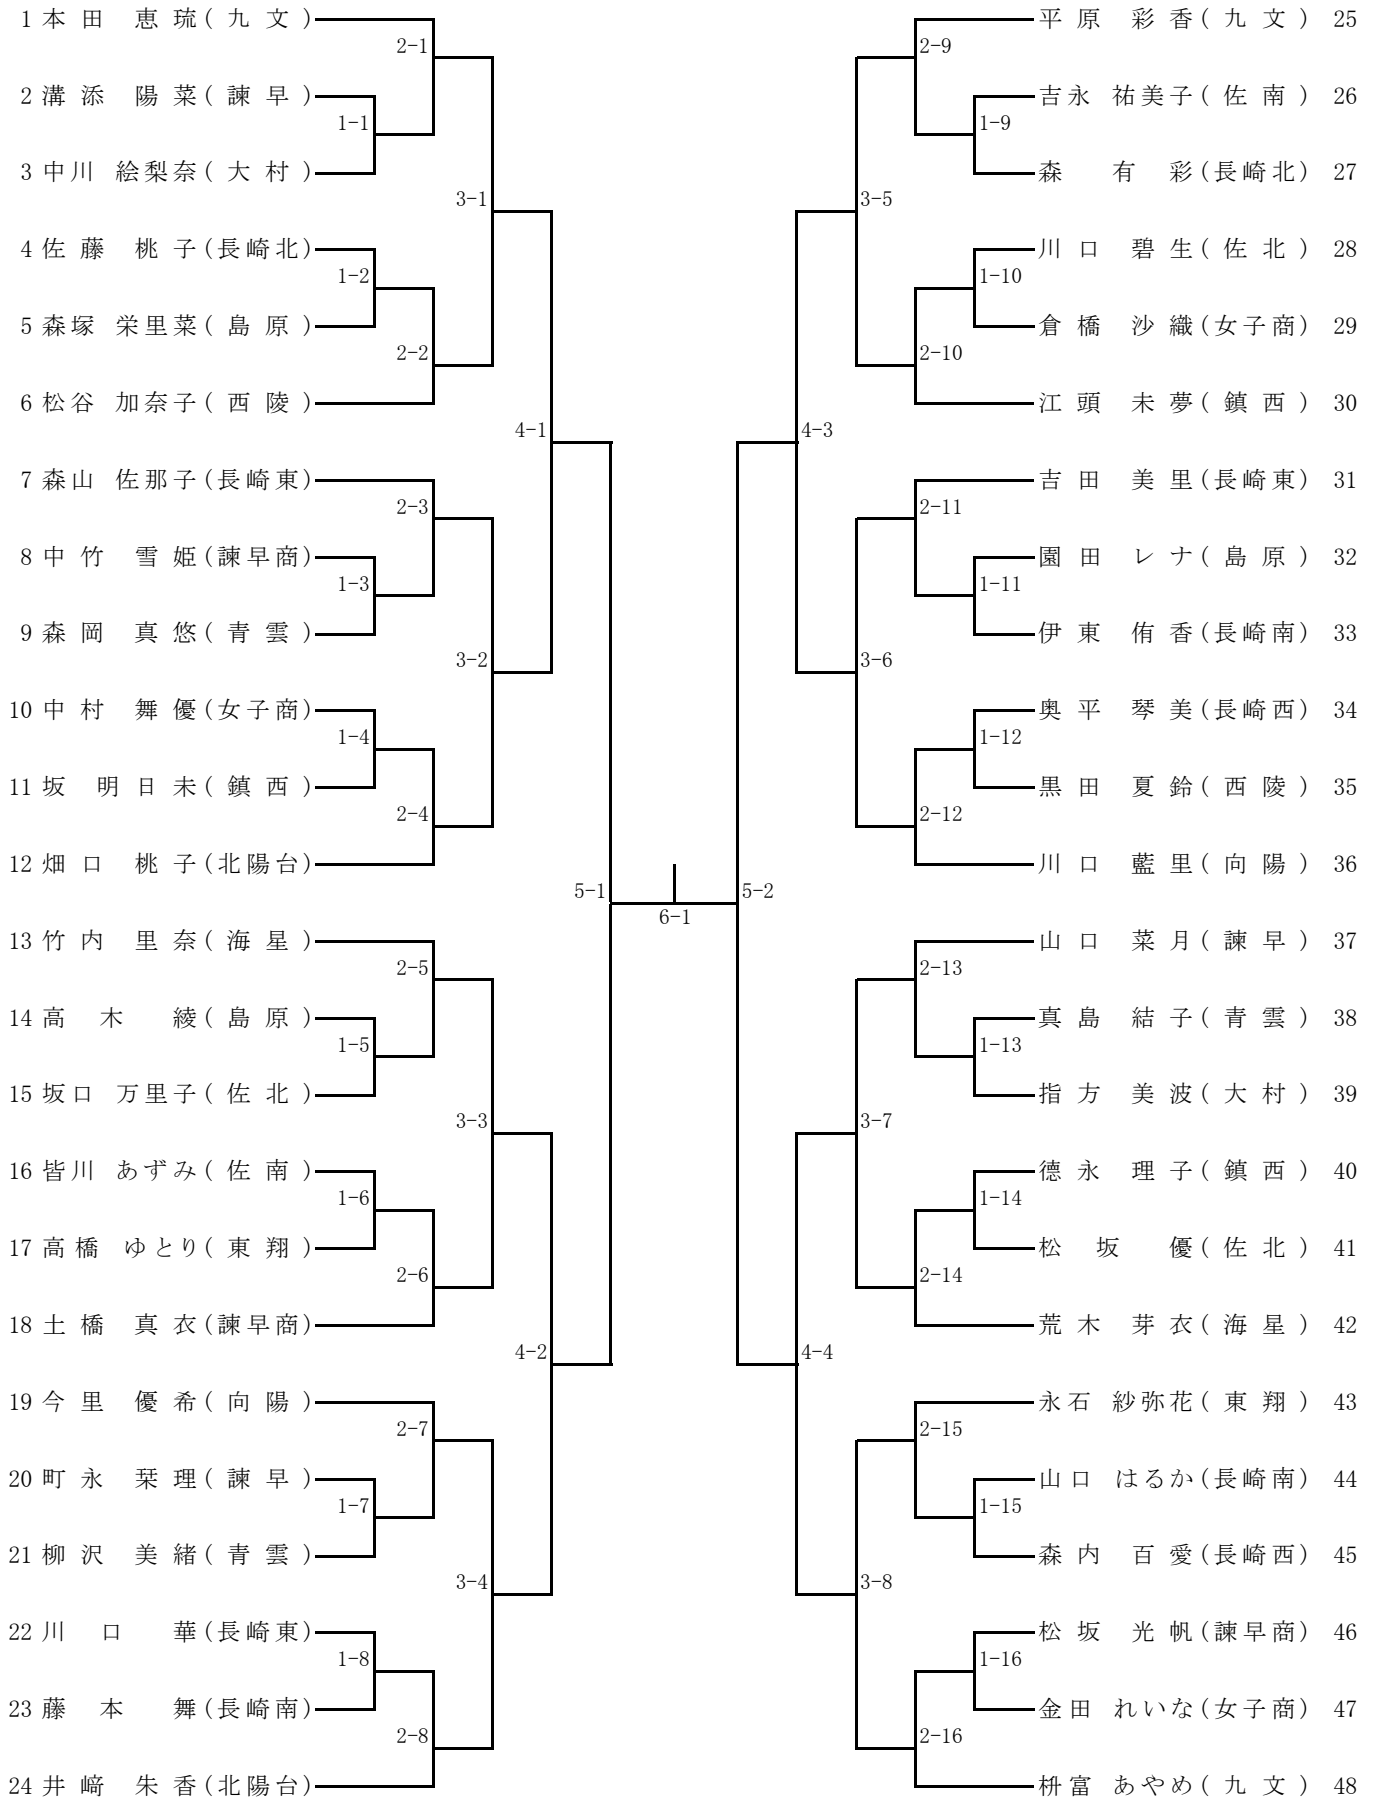 1 本田 恵琉(九文)
2-1
2 溝添 陽菜(諫早)
1-1
3 中川 絵梨奈(大村)
3-1
4 佐藤 桃子(長崎北)
1-2
5 森塚 栄里菜(島原)
2-2
6 松谷 加奈子(西陵)
4-1
7 森山 佐那子(長崎東)
2-3
8 中竹 雪姫(諫早商)
1-3
9 森岡 真悠(青雲)
3-2
10 中村 舞優(女子商)
1-4
11 坂 明日未(鎮西)
2-4
12 畑口 桃子(北陽台)
5-1
13 竹内 里奈(海星)
2-5
14 高木 綾(島原)
1-5
15 坂口 万里子(佐北)
3-3
16 皆川 あずみ(佐南)
1-6
17 高橋 ゆとり(東翔)
2-6
18 土橋 真衣(諫早商)
4-2
19 今里 優希(向陽)
2-7
20 町永 栞理(諫早)
1-7
21 柳沢 美緒(青雲)
3-4
22 川口 華(長崎東)
1-8
23 藤本 舞(長崎南)
2-8
24 井﨑 朱香(北陽台)
6-1
平原 彩香(九文) 25
2-9
吉永 祐美子(佐南) 26
1-9
森 有彩(長崎北) 27
3-5
川口 碧生(佐北) 28
1-10
倉橋 沙織(女子商) 29
2-10
江頭 未夢(鎮西) 30
4-3
吉田 美里(長崎東) 31
2-11
園田 レナ(島原) 32
1-11
伊東 侑香(長崎南) 33
3-6
奥平 琴美(長崎西) 34
1-12
黒田 夏鈴(西陵) 35
2-12
川口 藍里(向陽) 36
5-2
山口 菜月(諫早) 37
2-13
真島 結子(青雲) 38
1-13
指方 美波(大村) 39
3-7
德永 理子(鎮西) 40
1-14
松坂 優(佐北) 41
2-14
荒木 芽衣(海星) 42
4-4
永石 紗弥花(東翔) 43
2-15
山口 はるか(長崎南) 44
1-15
森内 百愛(長崎西) 45
3-8
松坂 光帆(諫早商) 46
1-16
金田 れいな(女子商) 47
2-16
枡富 あやめ(九文) 48